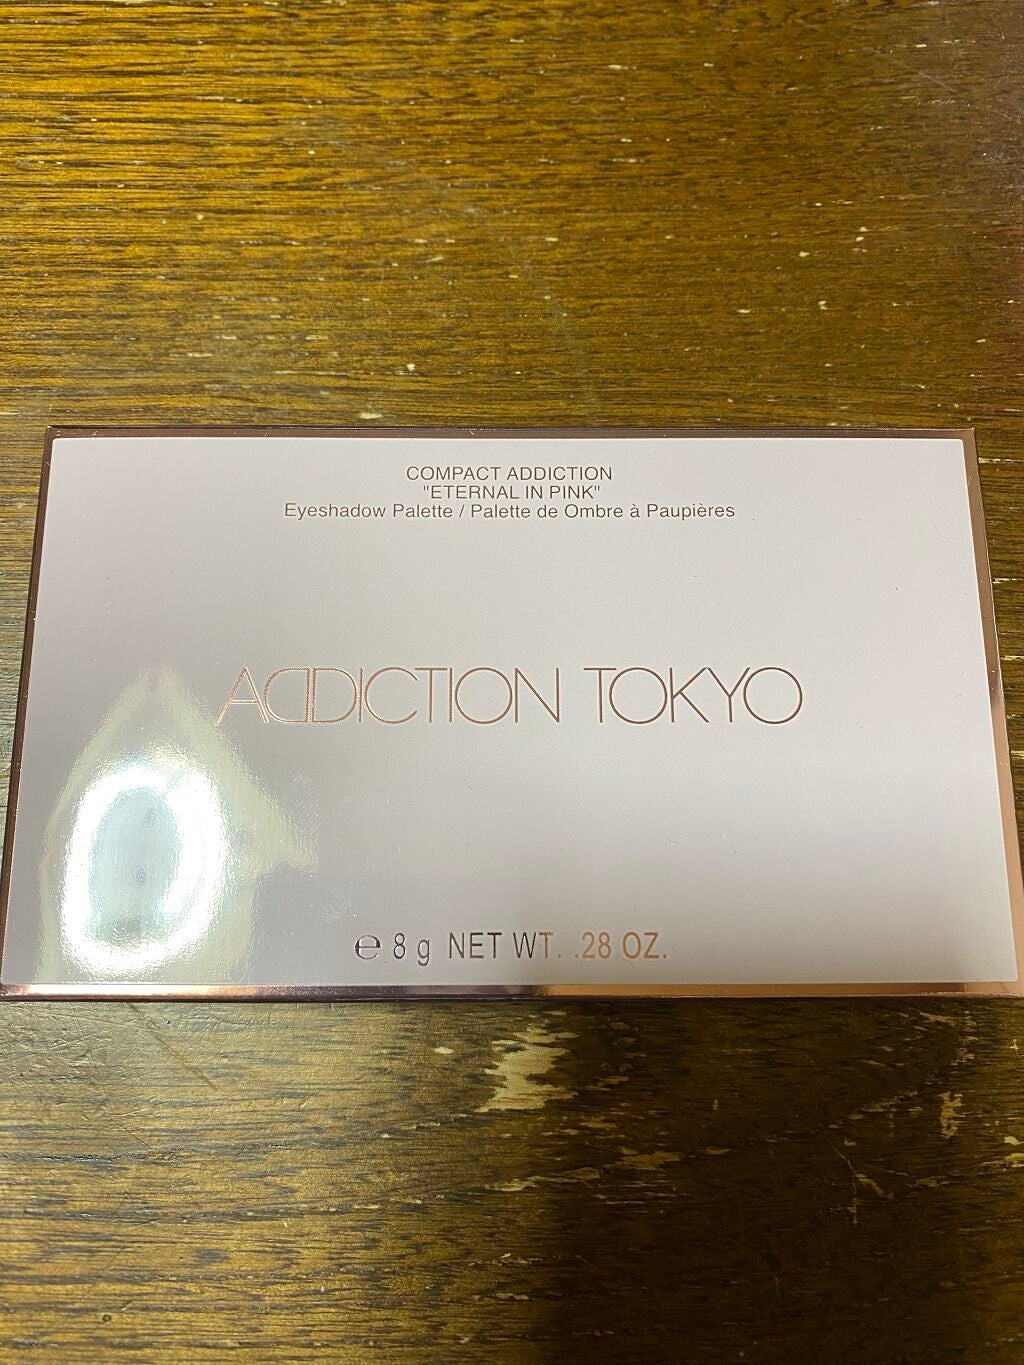 COMPACT ADDICTION
"ETERNAL IN PINK"
Eyeshadow Palette / Palette de Ombre à Paupières
ADDICTION TOKYO
℮ 8 g NET WT. .28 OZ.